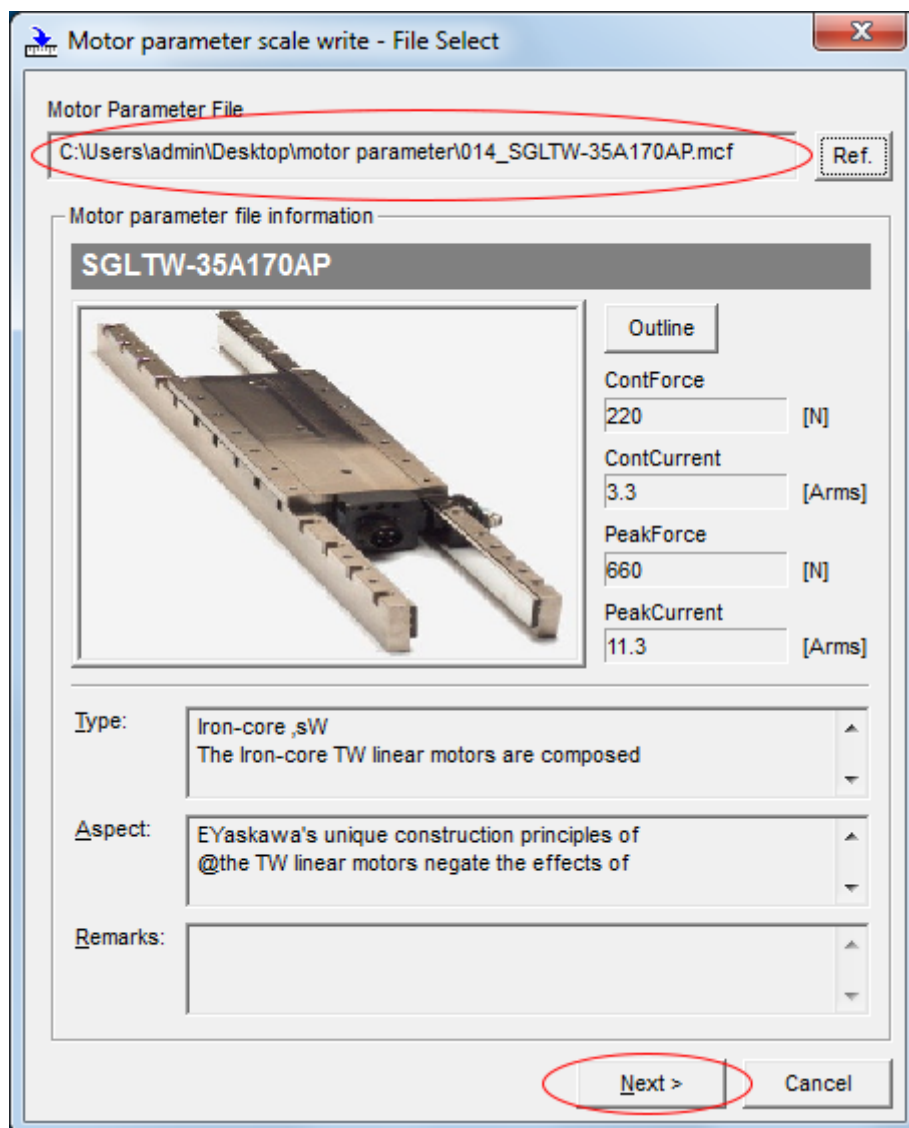 Motor parameter scale write - File Select
Motor Parameter File
C:\Users\admin\Desktop\motor parameter\014_SGLTW-35A170AP.mcf
Ref.
Motor parameter file information
SGLTW-35A170AP
Outline
ContForce
220 [N]
ContCurrent
3.3 [Arms]
PeakForce
660 [N]
PeakCurrent
11.3 [Arms]
Type:
Iron-core ,sW
The Iron-core TW linear motors are composed
Aspect:
EYaskawa's unique construction principles of
@the TW linear motors negate the effects of
Remarks:
Next >
Cancel